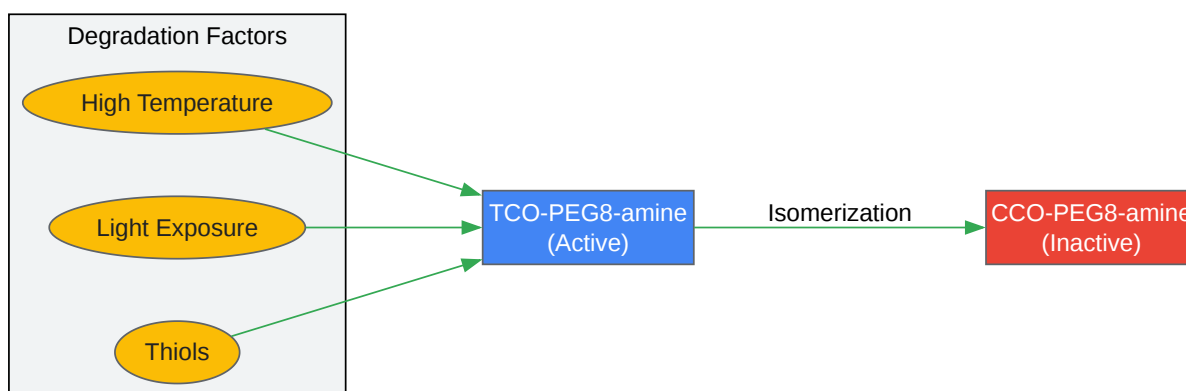 Degradation Factors
High Temperature
Light Exposure
Thiols
TCO-PEG8-amine
(Active)
Isomerization
CCO-PEG8-amine
(Inactive)